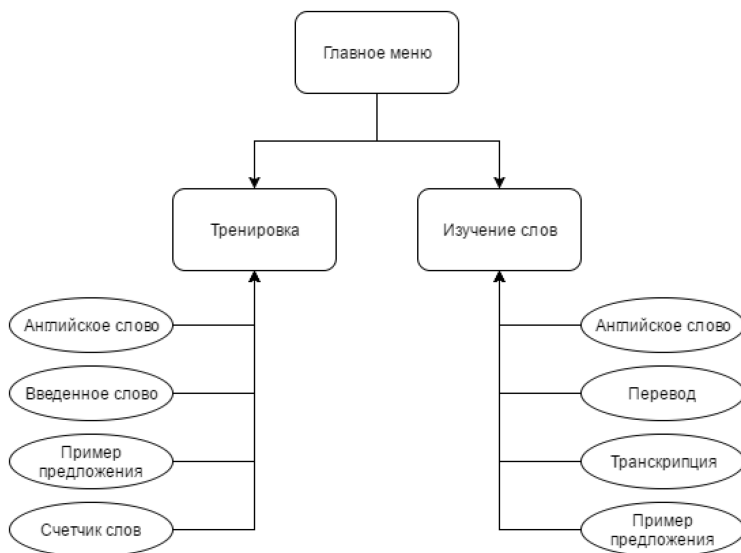 Главное меню
Тренировка
Изучение слов
Английское слово
Английское слово
Введенное слово
Перевод
Пример
предложения
Транскрипция
Счетчик слов
Пример
предложения